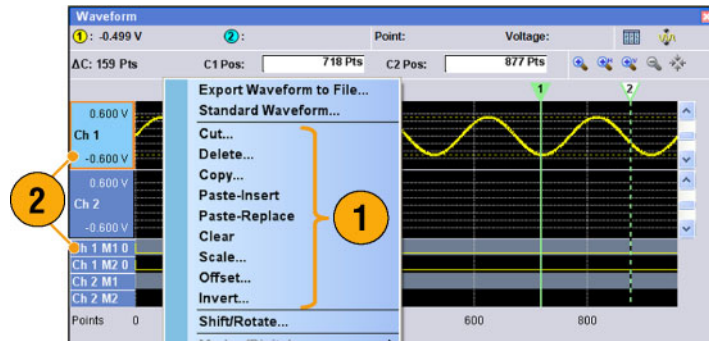 Waveform
1 : -0.499 V 2 : Point: Voltage:
ΔC: 159 Pts C1 Pos: 718 Pts C2 Pos: 877 Pts
Export Waveform to File...
Standard Waveform...
1 2
0.600 V
Ch 1
-0.600 V
Cut...
Delete...
Copy...
Paste-Insert
Paste-Replace
Clear
Scale...
Offset...
Invert...
Shift/Rotate...
1
2
0.600 V
Ch 2
-0.600 V
Ch 1 M1 0
Ch 1 M2 0
Ch 2 M1
Ch 2 M2
Points 0 600 800